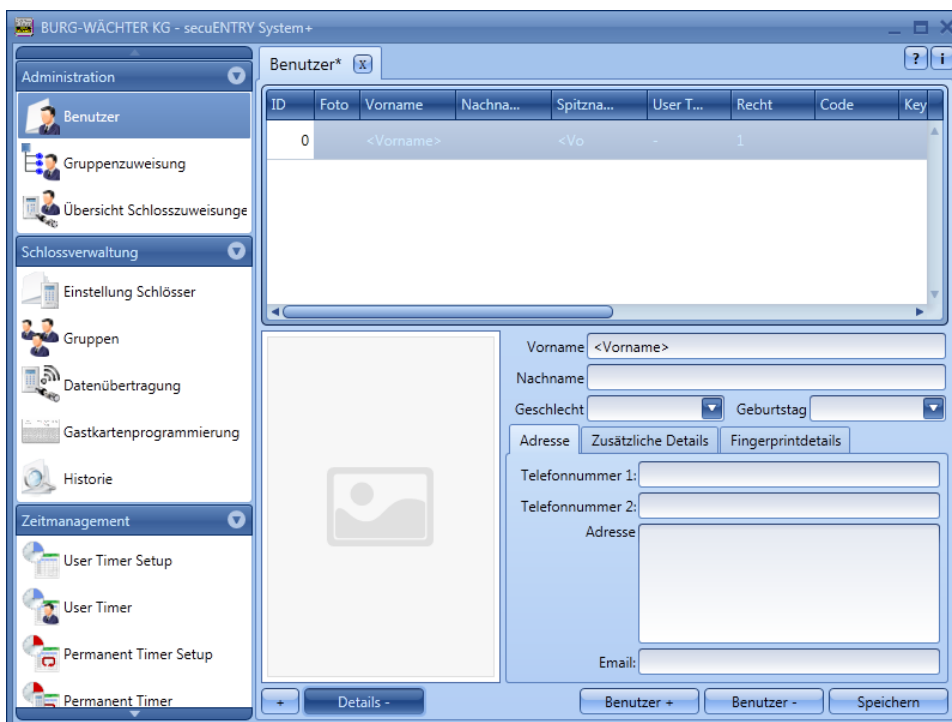 BURG-WÄCHTER KG - secuENTRY System+
Administration
Benutzer
Gruppenzuweisung
Übersicht Schlosszuweisunge
Schlossverwaltung
Einstellung Schlösser
Gruppen
Datenübertragung
Gastkartenprogrammierung
Historie
Zeitmanagement
User Timer Setup
User Timer
Permanent Timer Setup
Permanent Timer
Benutzer* X
? i
ID Foto Vorname Nachna... Spitzna... User T... Recht Code Key
0 <Vorname> <Vo - 1
Vorname <Vorname>
Nachname
Geschlecht Geburtstag
Adresse Zusätzliche Details Fingerprintdetails
Telefonnummer 1:
Telefonnummer 2:
Adresse
Email:
+ Details - Benutzer + Benutzer - Speichern